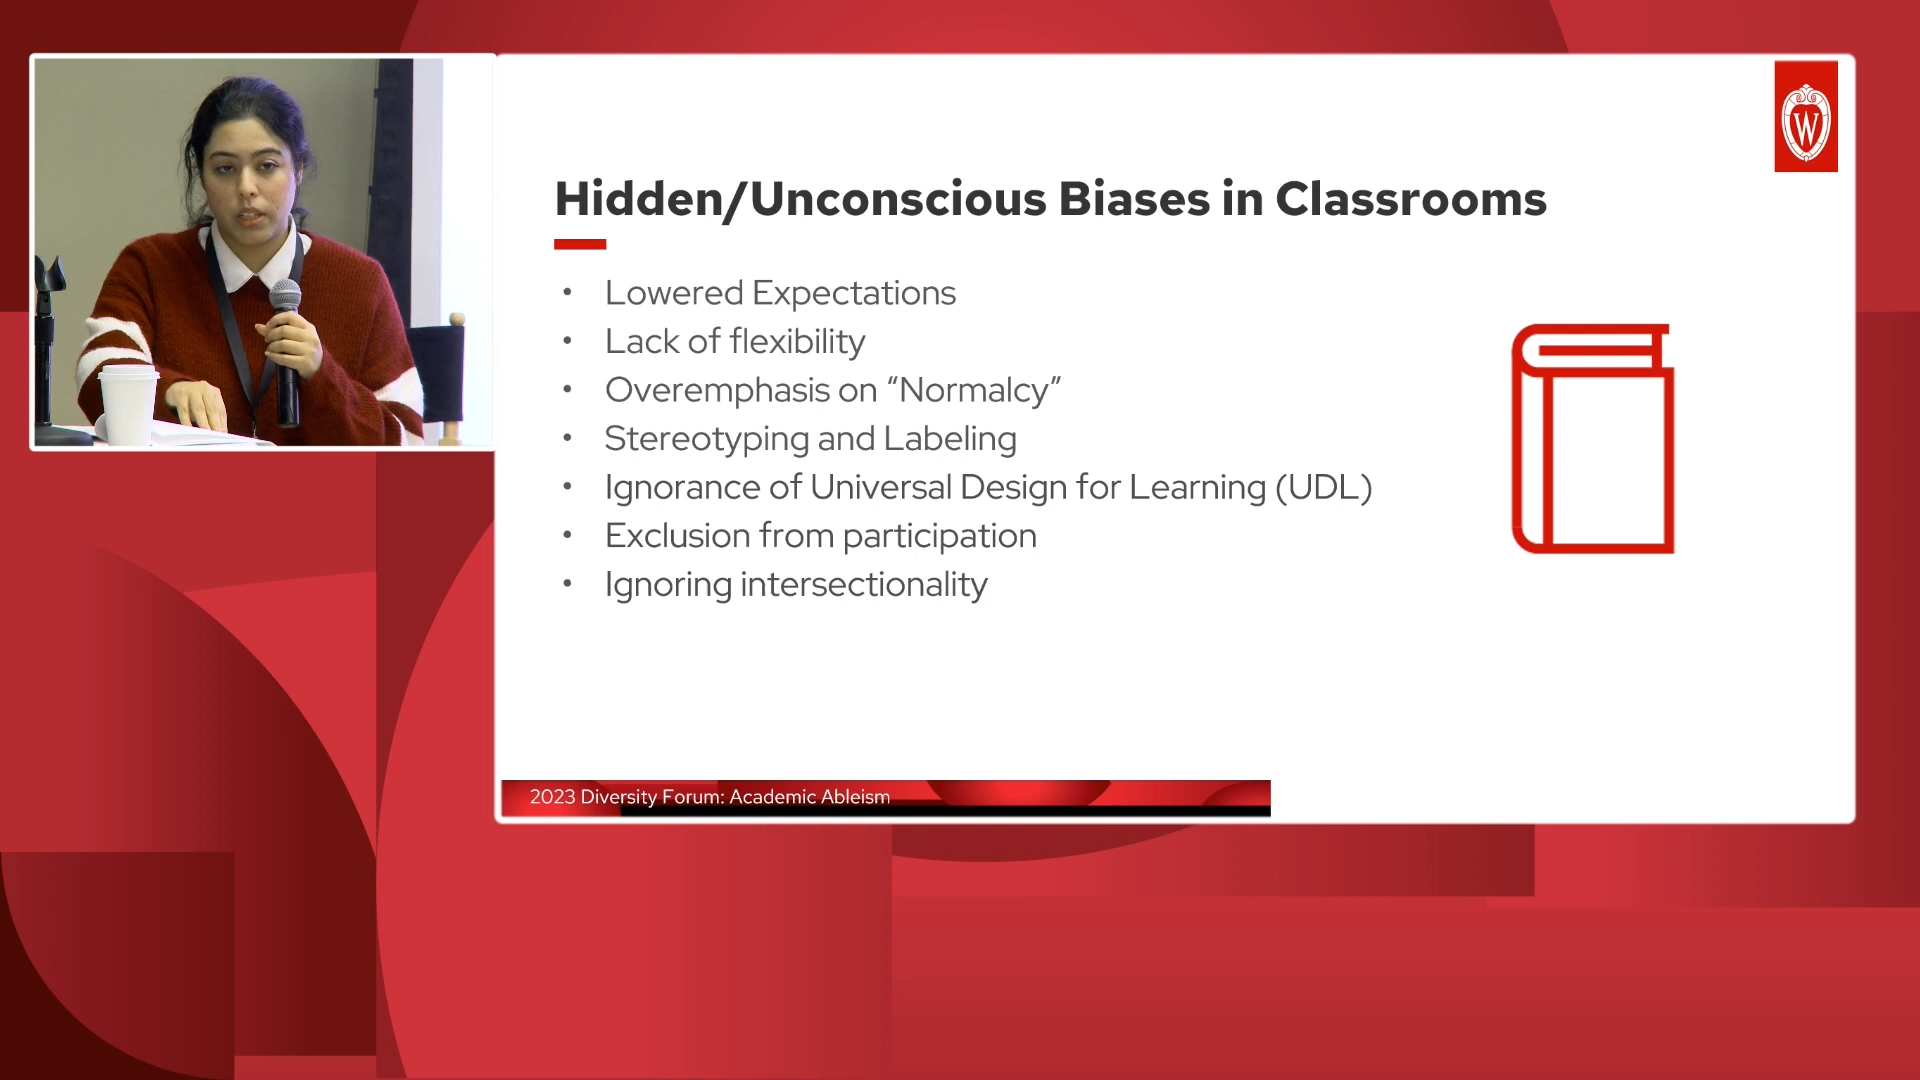 W
Hidden/Unconscious Biases in Classrooms
• Lowered Expectations
• Lack of flexibility
• Overemphasis on “Normalcy”
• Stereotyping and Labeling
• Ignorance of Universal Design for Learning (UDL)
• Exclusion from participation
• Ignoring intersectionality
2023 Diversity Forum: Academic Ableism